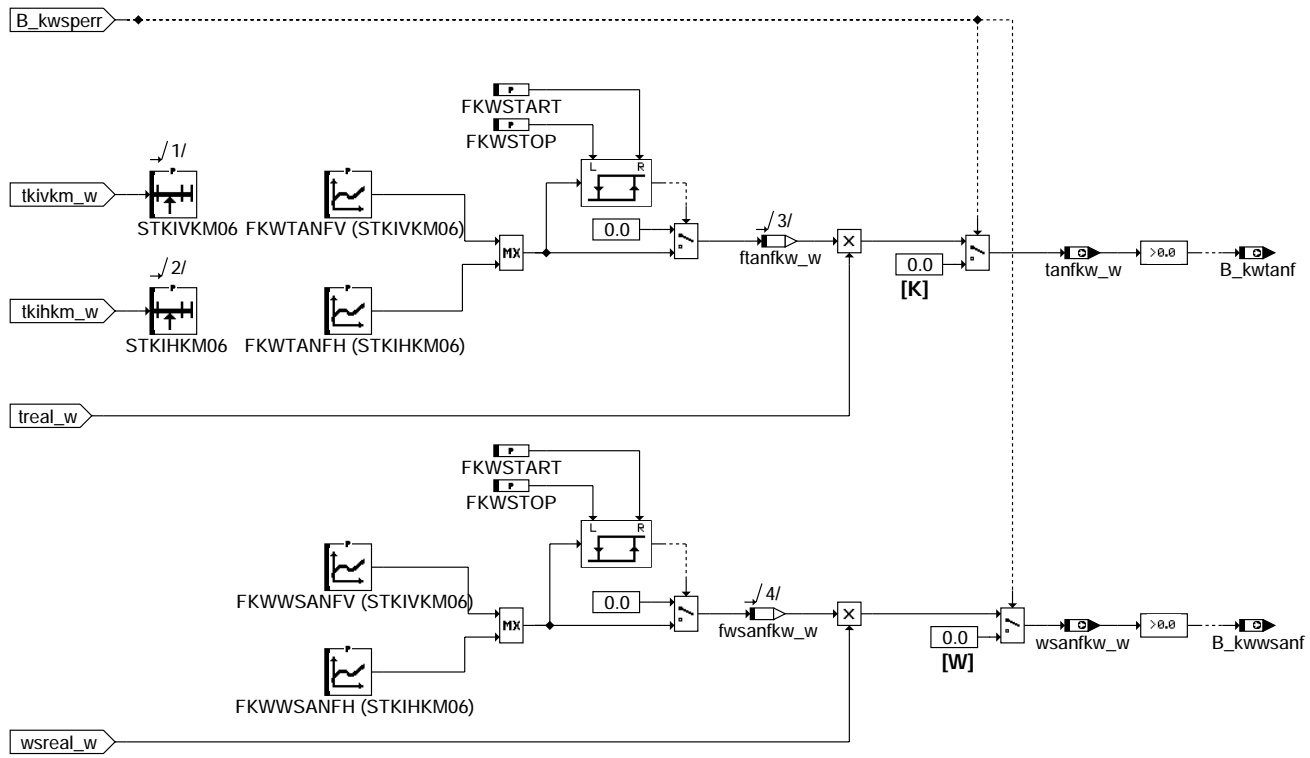 B_kwsperr
P
FKWSTART
P
FKWSTOP
/1/
P
tkivkm_w
STKIVKM06
P
FKWTANFV (STKIVKM06)
L R
0.0
MX
/3/
ftanfkw_w
X
0.0
[K]
tanfkw_w
>0.0
B_kwtanf
/2/
P
tkihkm_w
STKIHKM06
P
FKWTANFH (STKIHKM06)
treal_w
P
FKWSTART
P
FKWSTOP
L R
P
FKWWSANFV (STKIVKM06)
MX
0.0
/4/
fwsanfkw_w
X
0.0
[W]
wsanfkw_w
>0.0
B_kwwsanf
P
FKWWSANFH (STKIHKM06)
wsreal_w